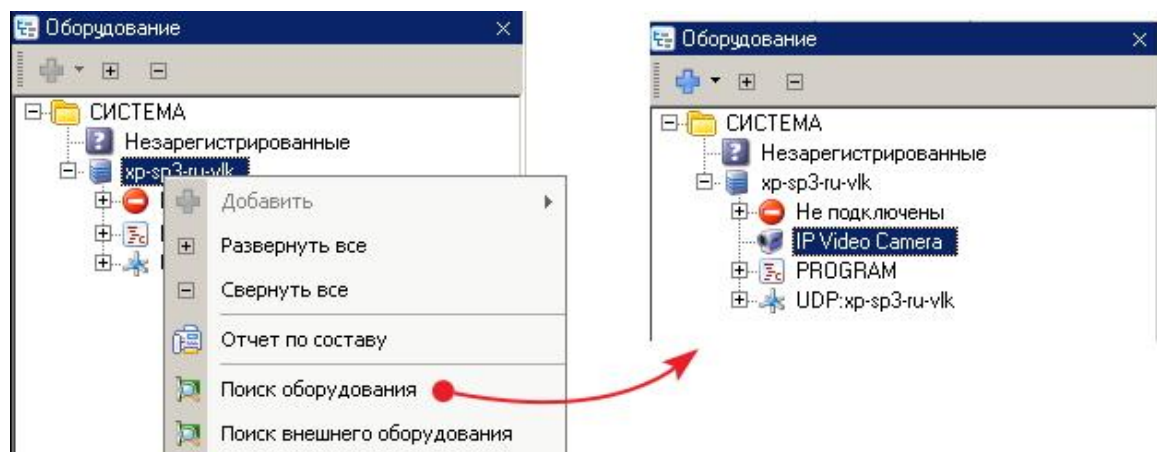 Оборудование
СИСТЕМА
Незарегистрированные
xp-sp3-ru-vlk
Добавить
Развернуть все
Свернуть все
Отчет по составу
Поиск оборудования
Поиск внешнего оборудования
Оборудование
СИСТЕМА
Незарегистрированные
xp-sp3-ru-vlk
Не подключены
IP Video Camera
PROGRAM
UDP:xp-sp3-ru-vlk